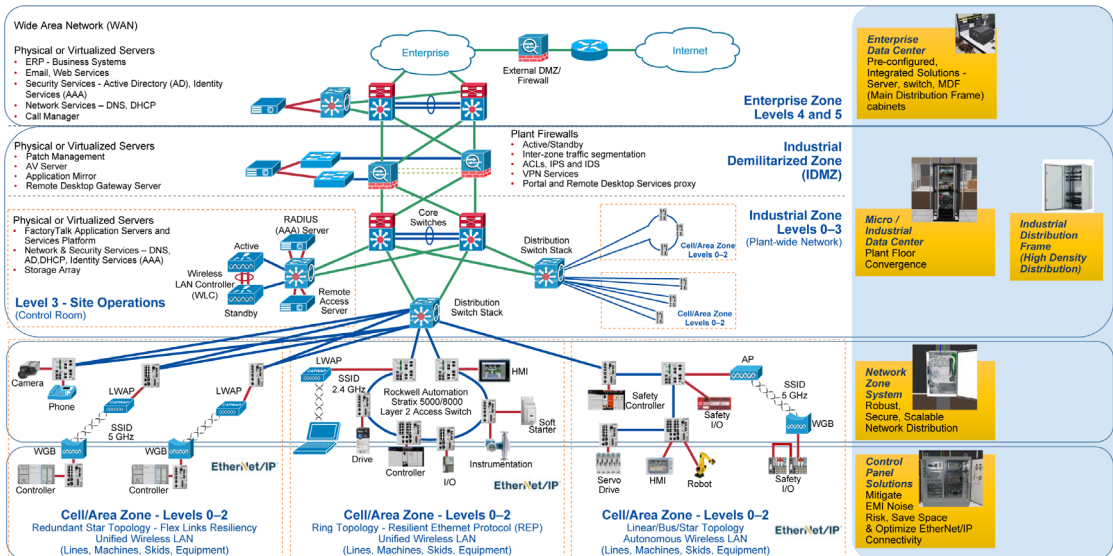 Wide Area Network (WAN)
Physical or Virtualized Servers
• ERP - Business Systems
• Email, Web Services
• Security Services - Active Directory (AD), Identity
Services (AAA)
• Network Services – DNS, DHCP
• Call Manager
Enterprise
External DMZ/
Firewall
Internet
Enterprise Zone
Levels 4 and 5
Enterprise
Data Center
Pre-configured,
Integrated Solutions -
Server, switch, MDF
(Main Distribution Frame)
cabinets
Physical or Virtualized Servers
• Patch Management
• AV Server
• Application Mirror
• Remote Desktop Gateway Server
Plant Firewalls
• Active/Standby
• Inter-zone traffic segmentation
• ACLs, IPS and IDS
• VPN Services
• Portal and Remote Desktop Services proxy
Industrial
Demilitarized Zone
(IDMZ)
Physical or Virtualized Servers
• FactoryTalk Application Servers and
Services Platform
• Network & Security Services – DNS,
AD,DHCP, Identity Services (AAA)
• Storage Array
RADIUS
(AAA) Server
Active
Wireless
LAN Controller
(WLC)
Standby
Remote
Access
Server
Level 3 - Site Operations
(Control Room)
Core
Switches
Distribution
Switch Stack
Industrial Zone
Levels 0–3
(Plant-wide Network)
Cell/Area Zone
Levels 0–2
Cell/Area Zone
Levels 0–2
Distribution
Switch Stack
Micro /
Industrial
Data Center
Plant Floor
Convergence
Industrial
Distribution
Frame
(High Density
Distribution)
Camera
Phone
LWAP
LWAP
SSID
5 GHz
WGB
WGB
Controller
Controller
EtherNet/IP
Cell/Area Zone - Levels 0–2
Redundant Star Topology - Flex Links Resiliency
Unified Wireless LAN
(Lines, Machines, Skids, Equipment)
LWAP
SSID
2.4 GHz
HMI
Rockwell Automation
Stratix 5000/8000
Layer 2 Access Switch
Soft
Starter
Drive
Controller
I/O
Instrumentation
EtherNet/IP
Cell/Area Zone - Levels 0–2
Ring Topology - Resilient Ethernet Protocol (REP)
Unified Wireless LAN
(Lines, Machines, Skids, Equipment)
AP
SSID
5 GHz
Safety
Controller
Safety
I/O
WGB
Servo
Drive
HMI
Robot
Safety
I/O
Cell/Area Zone - Levels 0–2
Linear/Bus/Star Topology
Autonomous Wireless LAN
(Lines, Machines, Skids, Equipment)
EtherNet/IP
Network
Zone
System
Robust,
Secure, Scalable
Network Distribution
Control
Panel
Solutions
Mitigate
EMI Noise
Risk, Save Space
& Optimize EtherNet/IP
Connectivity